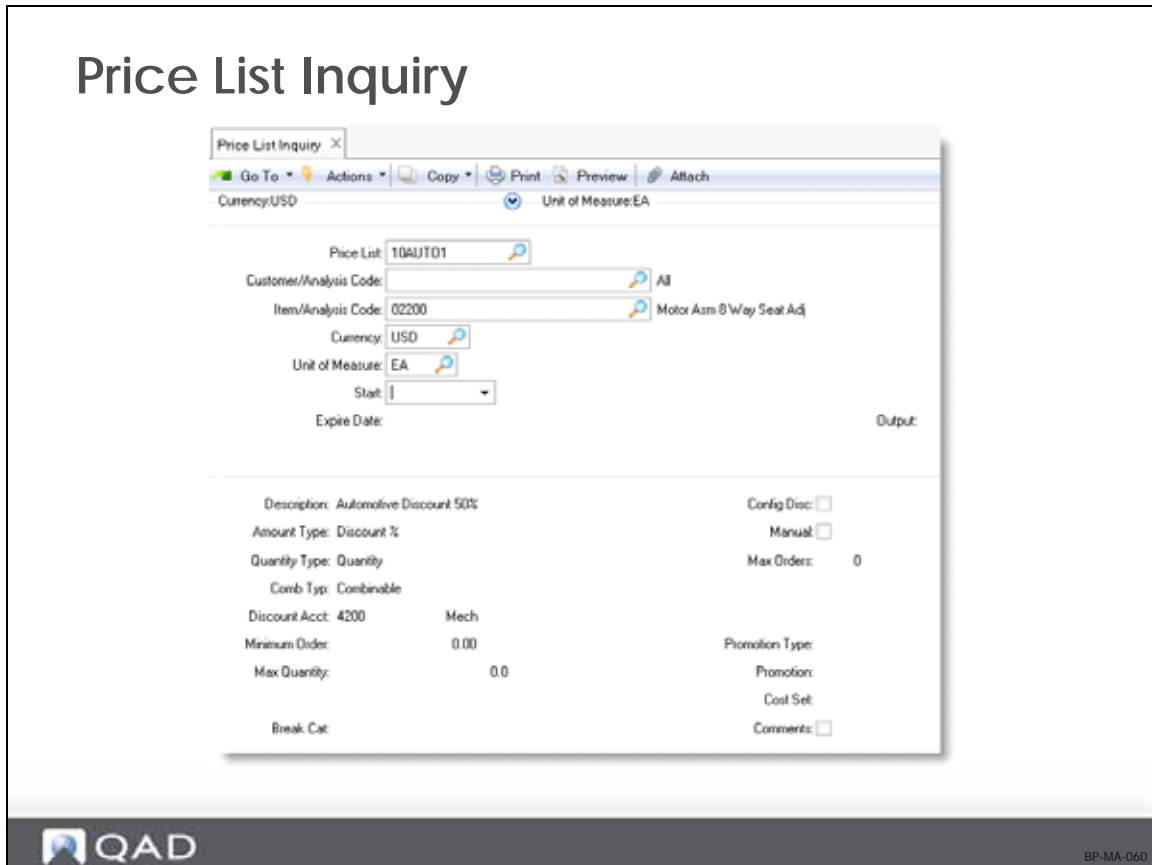 Price List Inquiry
Price List Inquiry
Go To Actions Copy Print Preview Attach
Currency:USD Unit of Measure:EA
Price List: 10AUTO1
Customer/Analysis Code: All
Item/Analysis Code: 02200 Motor Asm 8 Way Seat Adj
Currency: USD
Unit of Measure: EA
Start:
Expire Date: Output:
Description: Automotive Discount 50% Config Disc:
Amount Type: Discount % Manual:
Quantity Type: Quantity Max Orders: 0
Comb Typ: Combinable
Discount Acct: 4200 Mech
Minimum Order: 0.00 Promotion Type:
Max Quantity: 0.0 Promotion:
Cost Set:
Break Cat: Comments:
QAD
BP-MA-060